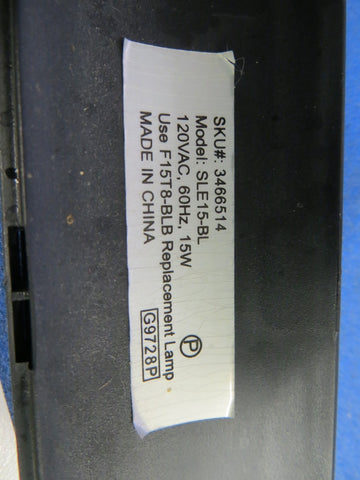 SKU#: 3466514
Model: SLE15-BL
120VAC, 60Hz, 15W
Use F15T8-BLB Replacement Lamp
MADE IN CHINA
P
G9728P